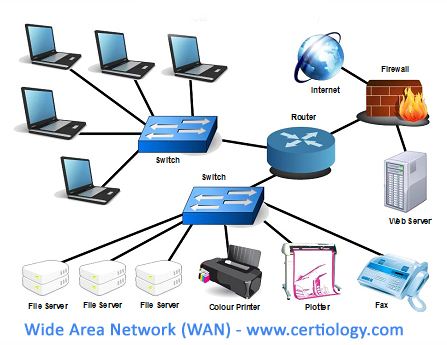 Internet
Firewall
Router
Switch
Switch
Web Server
File Server
File Server
File Server
Colour Printer
Plotter
Fax
Wide Area Network (WAN) - www.certiology.com